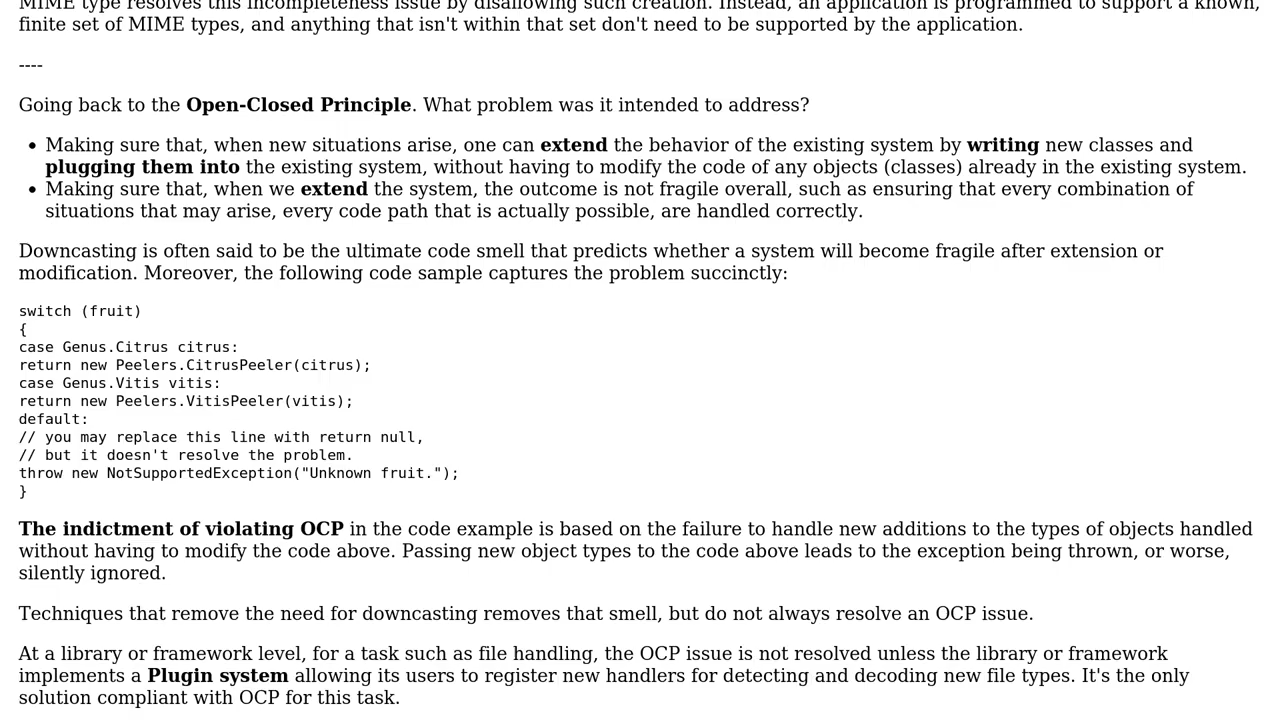 MIME type resolves this incompleteness issue by disallowing such creation. Instead, an application is programmed to support a known,
finite set of MIME types, and anything that isn't within that set don't need to be supported by the application.
----
Going back to the Open-Closed Principle. What problem was it intended to address?
• Making sure that, when new situations arise, one can extend the behavior of the existing system by writing new classes and
plugging them into the existing system, without having to modify the code of any objects (classes) already in the existing system.
• Making sure that, when we extend the system, the outcome is not fragile overall, such as ensuring that every combination of
situations that may arise, every code path that is actually possible, are handled correctly.
Downcasting is often said to be the ultimate code smell that predicts whether a system will become fragile after extension or
modification. Moreover, the following code sample captures the problem succinctly:
switch (fruit)
{
case Genus.Citrus citrus:
return new Peelers.CitrusPeeler(citrus);
case Genus.Vitis vitis:
return new Peelers.VitisPeeler(vitis);
default:
// you may replace this line with return null,
// but it doesn't resolve the problem.
throw new NotSupportedException("Unknown fruit.");
}
The indictment of violating OCP in the code example is based on the failure to handle new additions to the types of objects handled
without having to modify the code above. Passing new object types to the code above leads to the exception being thrown, or worse,
silently ignored.
Techniques that remove the need for downcasting removes that smell, but do not always resolve an OCP issue.
At a library or framework level, for a task such as file handling, the OCP issue is not resolved unless the library or framework
implements a Plugin system allowing its users to register new handlers for detecting and decoding new file types. It's the only
solution compliant with OCP for this task.